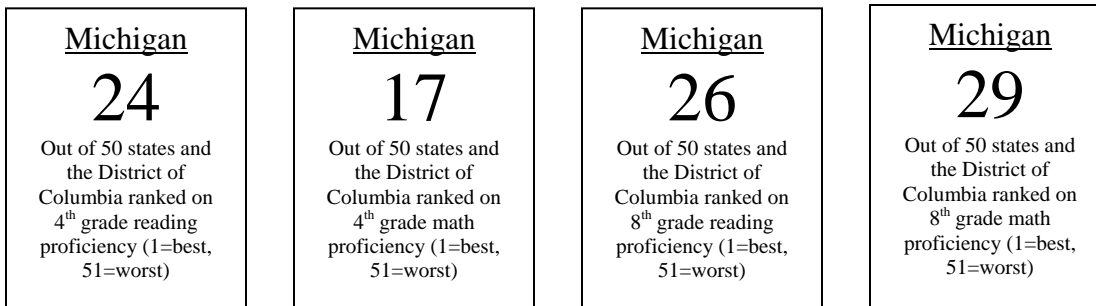 Michigan
24
Out of 50 states and
the District of
Columbia ranked on
4th grade reading
proficiency (1=best,
51=worst)
Michigan
17
Out of 50 states and
the District of
Columbia ranked on
4th grade math
proficiency (1=best,
51=worst)
Michigan
26
Out of 50 states and
the District of
Columbia ranked on
8th grade reading
proficiency (1=best,
51=worst)
Michigan
29
Out of 50 states and
the District of
Columbia ranked on
8th grade math
proficiency (1=best,
51=worst)